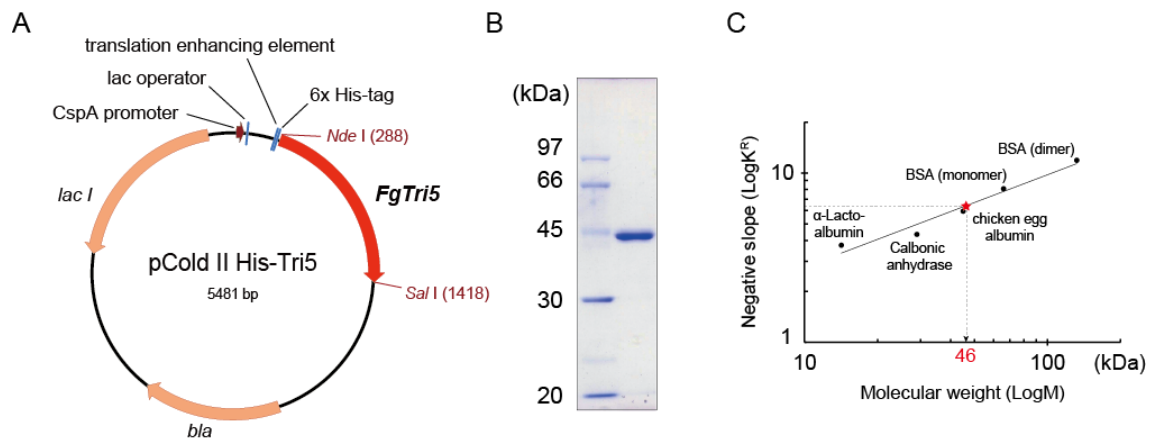 A
translation enhancing element
lac operator
6x His-tag
CspA promoter
Nde I (288)
lac I
FgTri5
pCold II His-Tri5
5481 bp
Sal I (1418)
bla
B
(kDa)
97
66
45
30
20
C
Negative slope (LogKᴿ)
10
1
BSA (dimer)
BSA (monomer)
α-Lacto-
albumin
chicken egg
albumin
Calbonic
anhydrase
10
46
100
(kDa)
Molecular weight (LogM)